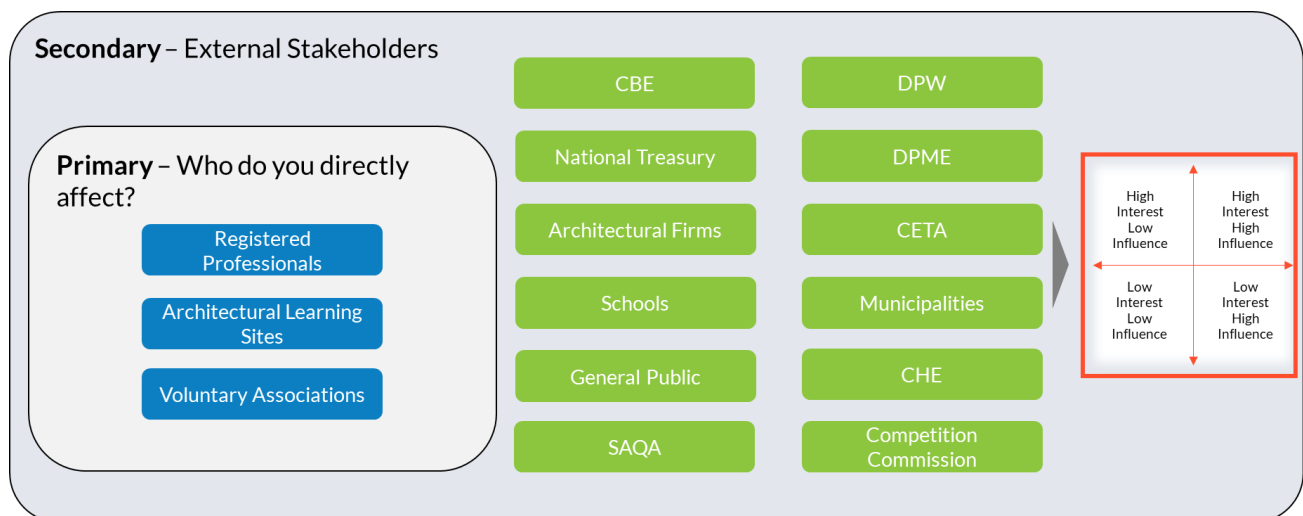 Secondary – External Stakeholders
Primary – Who do you directly
affect?
Registered
Professionals
Architectural Learning
Sites
Voluntary Associations
CBE
National Treasury
Architectural Firms
Schools
General Public
SAQA
DPW
DPME
CETA
Municipalities
CHE
Competition
Commission
High
Interest
Low
Influence
High
Interest
High
Influence
Low
Interest
Low
Influence
Low
Interest
High
Influence